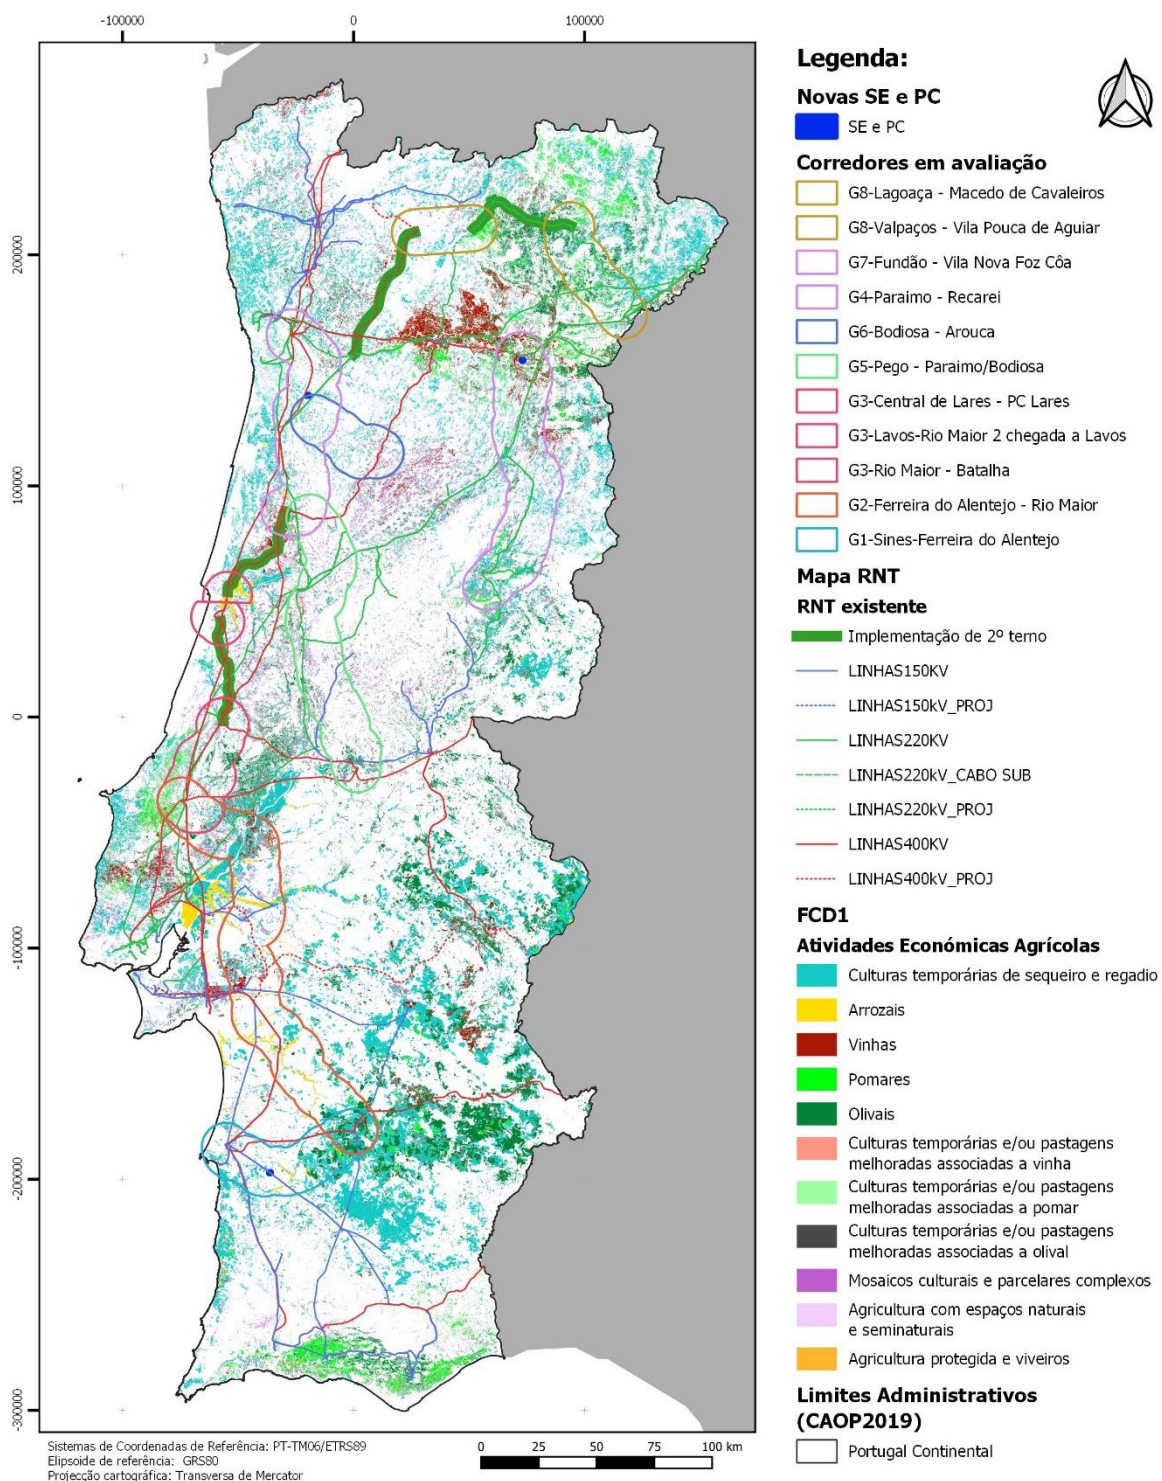 -100000
0
100000
200000
100000
0
-100000
-200000
-300000
Legenda:
Novas SE e PC
SE e PC
Corredores em avaliação
G8-Lagoaça - Macedo de Cavaleiros
G8-Valpaços - Vila Pouca de Aguiar
G7-Fundão - Vila Nova Foz Côa
G4-Paraimo - Recarei
G6-Bodiosa - Arouca
G5-Pego - Paraimo/Bodiosa
G3-Central de Lares - PC Lares
G3-Lavos-Rio Maior 2 chegada a Lavos
G3-Rio Maior - Batalha
G2-Ferreira do Alentejo - Rio Maior
G1-Sines-Ferreira do Alentejo
Mapa RNT
RNT existente
Implementação de 2º terno
LINHAS150KV
LINHAS150kV_PROJ
LINHAS220KV
LINHAS220kV_CABO SUB
LINHAS220kV_PROJ
LINHAS400KV
LINHAS400kV_PROJ
FCD1
Atividades Económicas Agrícolas
Culturas temporárias de sequeiro e regadio
Arrozais
Vinhas
Pomares
Olivais
Culturas temporárias e/ou pastagens
melhoradas associadas a vinha
Culturas temporárias e/ou pastagens
melhoradas associadas a pomar
Culturas temporárias e/ou pastagens
melhoradas associadas a olival
Mosaicos culturais e parcelares complexos
Agricultura com espaços naturais
e seminaturais
Agricultura protegida e viveiros
Limites Administrativos
(CAOP2019)
Portugal Continental
Sistemas de Coordenadas de Referência: PT-TM06/ETRS89
Elipsoide de referência: GRS80
Projecção cartográfica: Transversa de Mercator
0 25 50 75 100 km